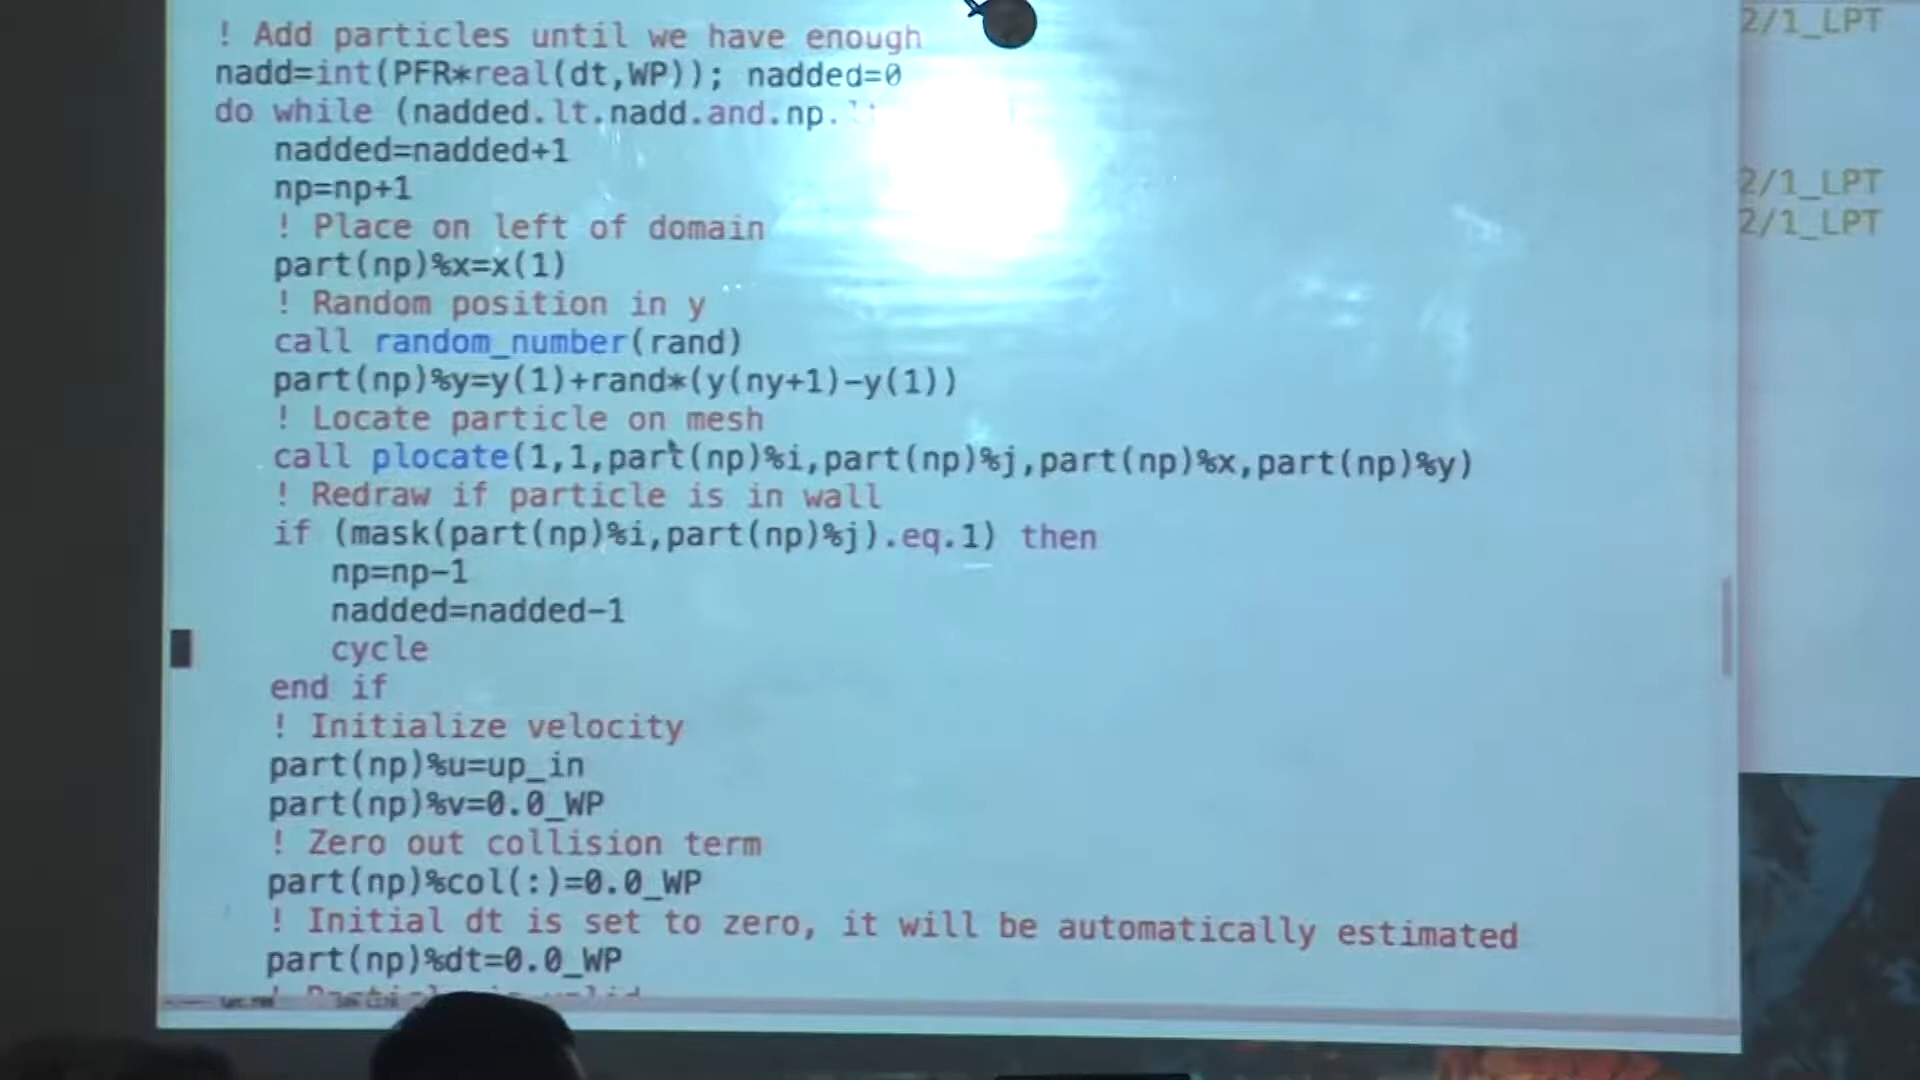 ! Add particles until we have enough
nadd=int(PFR*real(dt,WP)); nadded=0
do while (nadded.lt.nadd.and.np.
nadded=nadded+1
np=np+1
! Place on left of domain
part(np)%x=x(1)
! Random position in y
call random_number(rand)
part(np)%y=y(1)+rand*(y(ny+1)-y(1))
! Locate particle on mesh
call plocate(1,1,part(np)%i,part(np)%j,part(np)%x,part(np)%y)
! Redraw if particle is in wall
if (mask(part(np)%i,part(np)%j).eq.1) then
np=np-1
nadded=nadded-1
cycle
end if
! Initialize velocity
part(np)%u=up_in
part(np)%v=0.0_WP
! Zero out collision term
part(np)%col(:)=0.0_WP
! Initial dt is set to zero, it will be automatically estimated
part(np)%dt=0.0_WP
2/1_LPT
2/1_LPT
2/1_LPT